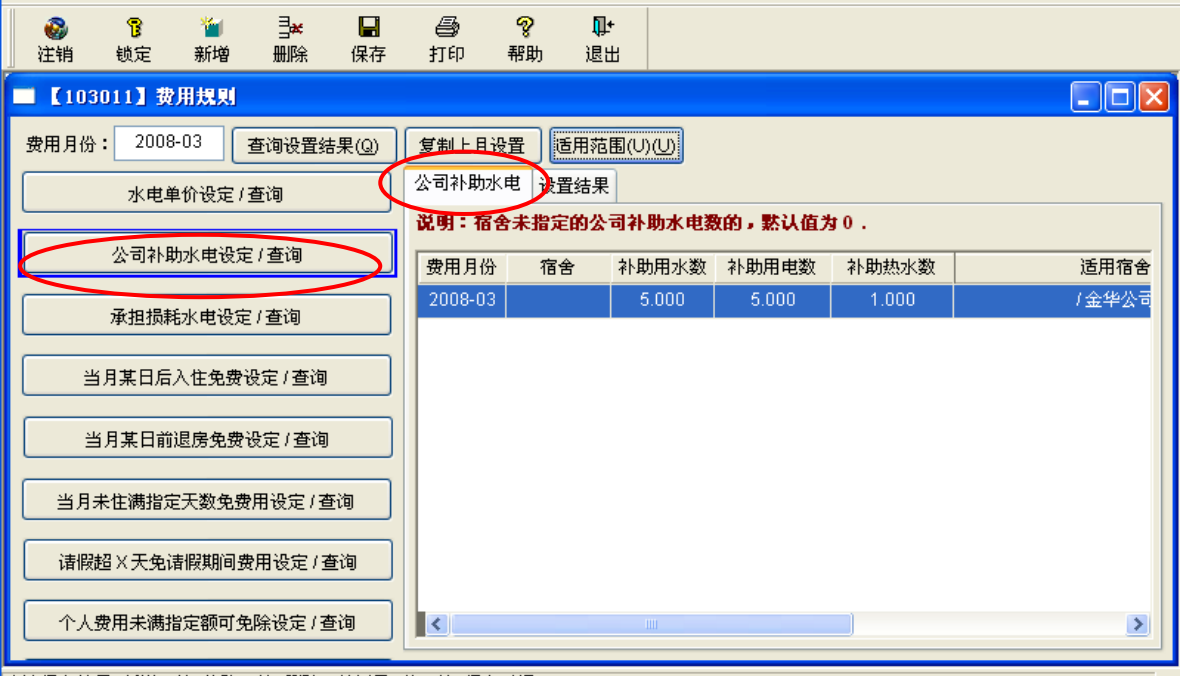 注销 锁定 新增 删除 保存 打印 帮助 退出
【103011】费用规则
费用月份： 2008-03 查询设置结果(Q) 复制上月设置 适用范围(U)(U)
水电单价设定 / 查询
公司补助水电设定 / 查询
承担损耗水电设定 / 查询
当月某日后入住免费设定 / 查询
当月某日前退房免费设定 / 查询
当月未住满指定天数免费用设定 / 查询
请假超 X 天免请假期间费用设定 / 查询
个人费用未满指定额可免除设定 / 查询
公司补助水电 设置结果
说明：宿舍未指定的公司补助水电数的，默认值为 0 .
费用月份 宿舍 补助用水数 补助用电数 补助热水数 适用宿舍
2008-03 5.000 5.000 1.000 / 金华公司